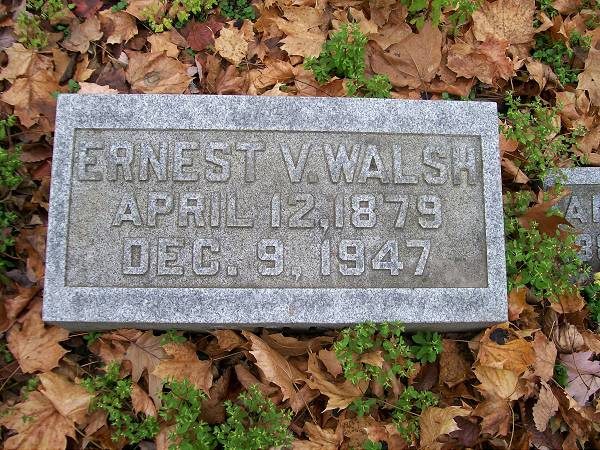 ERNEST V. WALSH
APRIL 12, 1879
DEC. 9, 1947